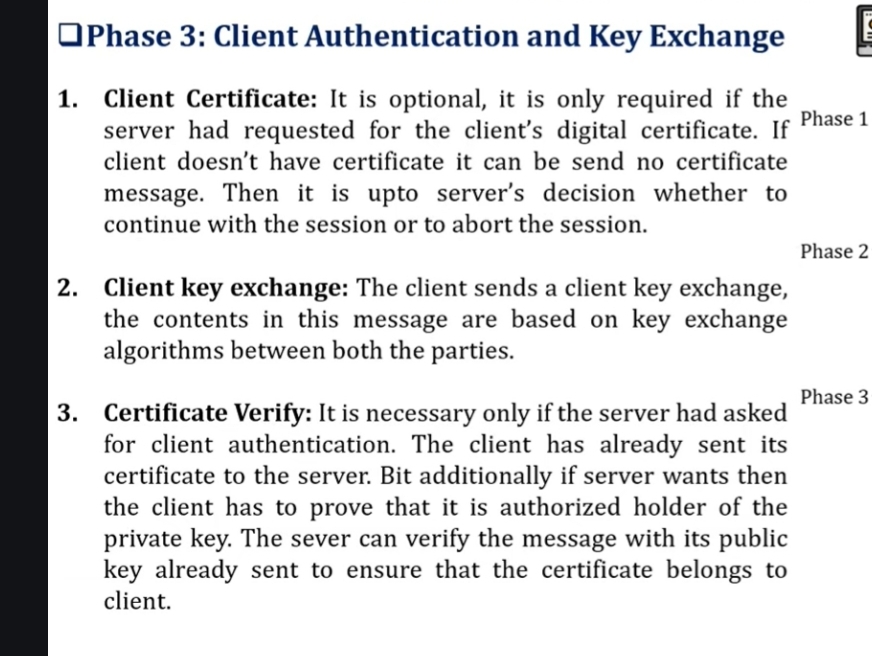 ❑Phase 3: Client Authentication and Key Exchange
1. Client Certificate: It is optional, it is only required if the
server had requested for the client's digital certificate. If
client doesn't have certificate it can be send no certificate
message. Then it is upto server's decision whether to
continue with the session or to abort the session.
2. Client key exchange: The client sends a client key exchange,
the contents in this message are based on key exchange
algorithms between both the parties.
3. Certificate Verify: It is necessary only if the server had asked
for client authentication. The client has already sent its
certificate to the server. Bit additionally if server wants then
the client has to prove that it is authorized holder of the
private key. The sever can verify the message with its public
key already sent to ensure that the certificate belongs to
client.
Phase 1
Phase 2
Phase 3